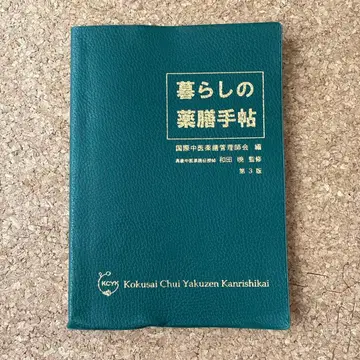 暮らしの
薬膳手帖
国際中医薬膳管理師会 編
和田 暁 監修
第3版
KCYK
Kokusai Chui Yakuzen Kanrishikai